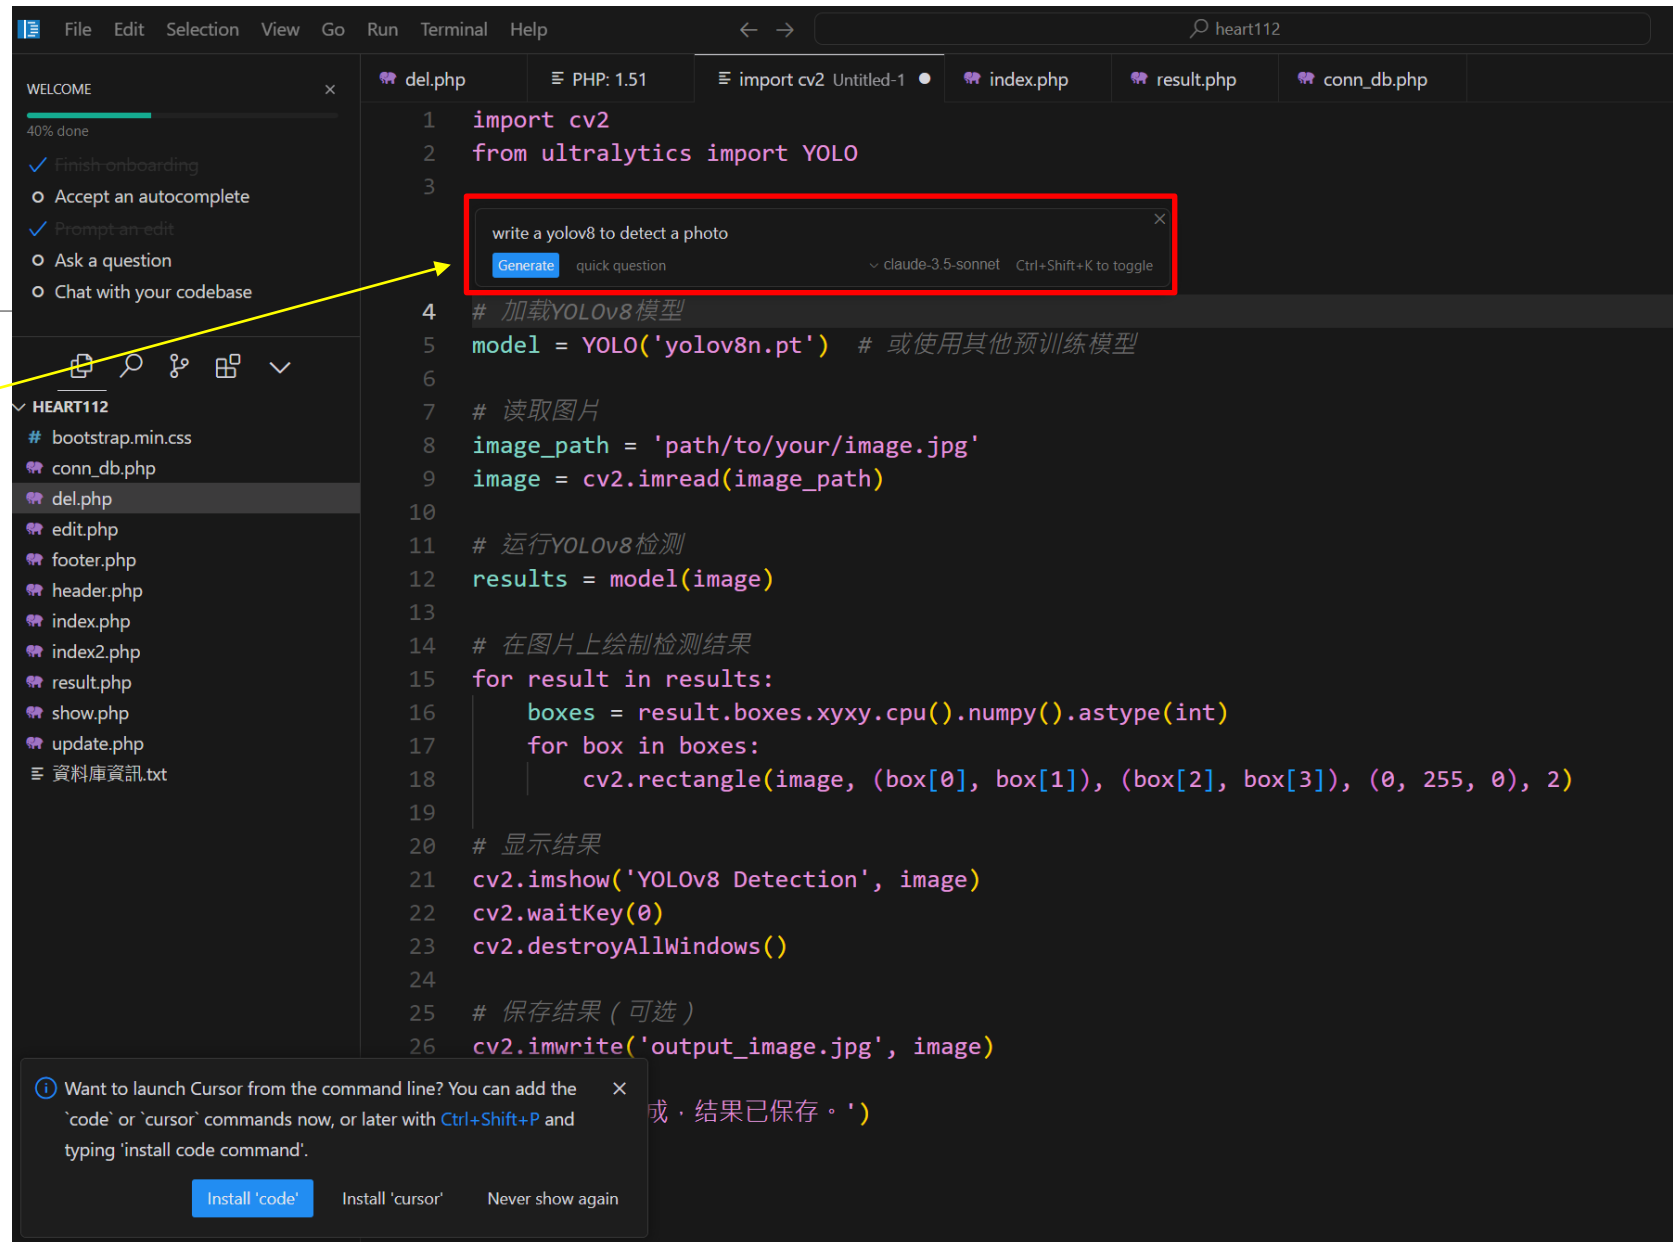 File Edit Selection View Go Run Terminal Help
heart112
WELCOME
40% done
Finish onboarding
Accept an autocomplete
Prompt an edit
Ask a question
Chat with your codebase
HEART112
# bootstrap.min.css
conn_db.php
del.php
edit.php
footer.php
header.php
index.php
index2.php
result.php
show.php
update.php
資料庫資訊.txt
del.php
PHP: 1.51
import cv2 Untitled-1
index.php
result.php
conn_db.php
1 import cv2
2 from ultralytics import YOLO
3
write a yolov8 to detect a photo
Generate quick question claude-3.5-sonnet Ctrl+Shift+K to toggle
4 # 加载YOLOv8模型
5 model = YOLO('yolov8n.pt') # 或使用其他预训练模型
6
7 # 读取图片
8 image_path = 'path/to/your/image.jpg'
9 image = cv2.imread(image_path)
10
11 # 运行YOLOv8检测
12 results = model(image)
13
14 # 在图片上绘制检测结果
15 for result in results:
16 boxes = result.boxes.xyxy.cpu().numpy().astype(int)
17 for box in boxes:
18 cv2.rectangle(image, (box[0], box[1]), (box[2], box[3]), (0, 255, 0), 2)
19
20 # 显示结果
21 cv2.imshow('YOLOv8 Detection', image)
22 cv2.waitKey(0)
23 cv2.destroyAllWindows()
24
25 # 保存结果（可选）
26 cv2.imwrite('output_image.jpg', image)
成，结果已保存。')
Want to launch Cursor from the command line? You can add the
`code` or `cursor` commands now, or later with Ctrl+Shift+P and
typing 'install code command'.
Install 'code' Install 'cursor' Never show again